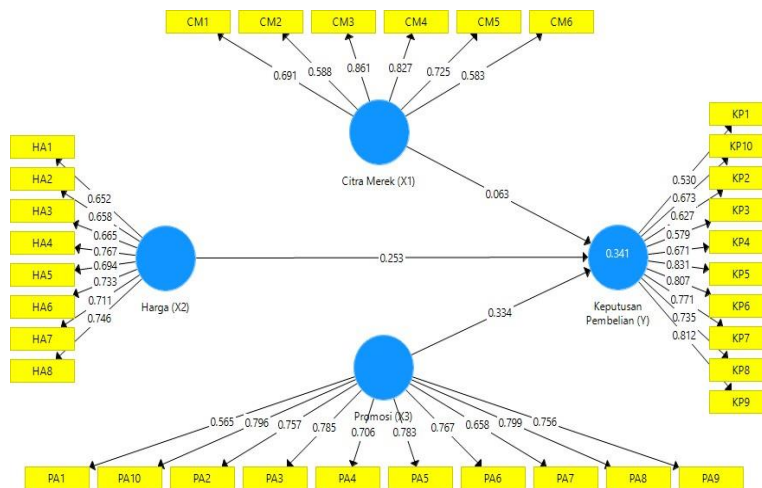 CM1 CM2 CM3 CM4 CM5 CM6
0.691 0.588 0.861 0.827 0.725 0.583
Citra Merek (X1)
0.063
HA1
HA2
HA3
HA4
HA5
HA6
HA7
HA8
0.652
0.658
0.665
0.767
0.694
0.733
0.711
0.746
Harga (X2)
0.253
0.334
0.341
Keputusan
Pembelian (Y)
0.530
0.673
0.627
0.579
0.671
0.831
0.807
0.771
0.735
0.812
KP1
KP10
KP2
KP3
KP4
KP5
KP6
KP7
KP8
KP9
Promosi (X3)
0.565 0.796 0.757 0.785 0.706 0.783 0.767 0.658 0.799 0.756
PA1 PA10 PA2 PA3 PA4 PA5 PA6 PA7 PA8 PA9